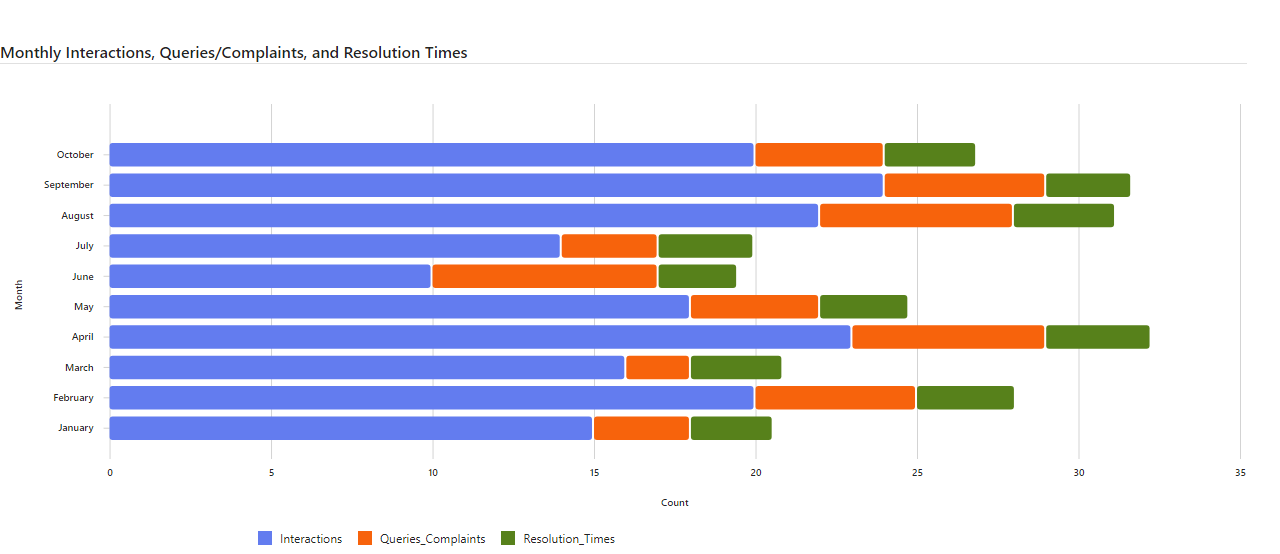 Monthly Interactions, Queries/Complaints, and Resolution Times
October
September
August
July
June
May
April
March
February
January
Month
0 5 10 15 20 25 30 35
Count
Interactions Queries_Complaints Resolution_Times